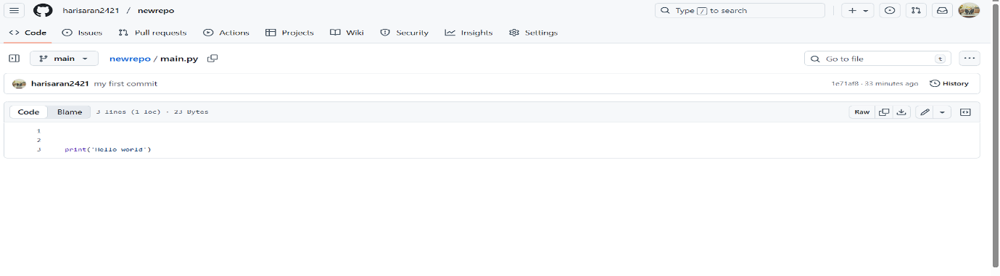 harisaran2421 / newrepo
Type / to search
Code Issues Pull requests Actions Projects Wiki Security Insights Settings
main newrepo / main.py
Go to file t
harisaran2421 my first commit
1e71af8 · 33 minutes ago History
Code Blame 3 lines (1 loc) · 23 Bytes
Raw
1
2
3 print('Hello world')